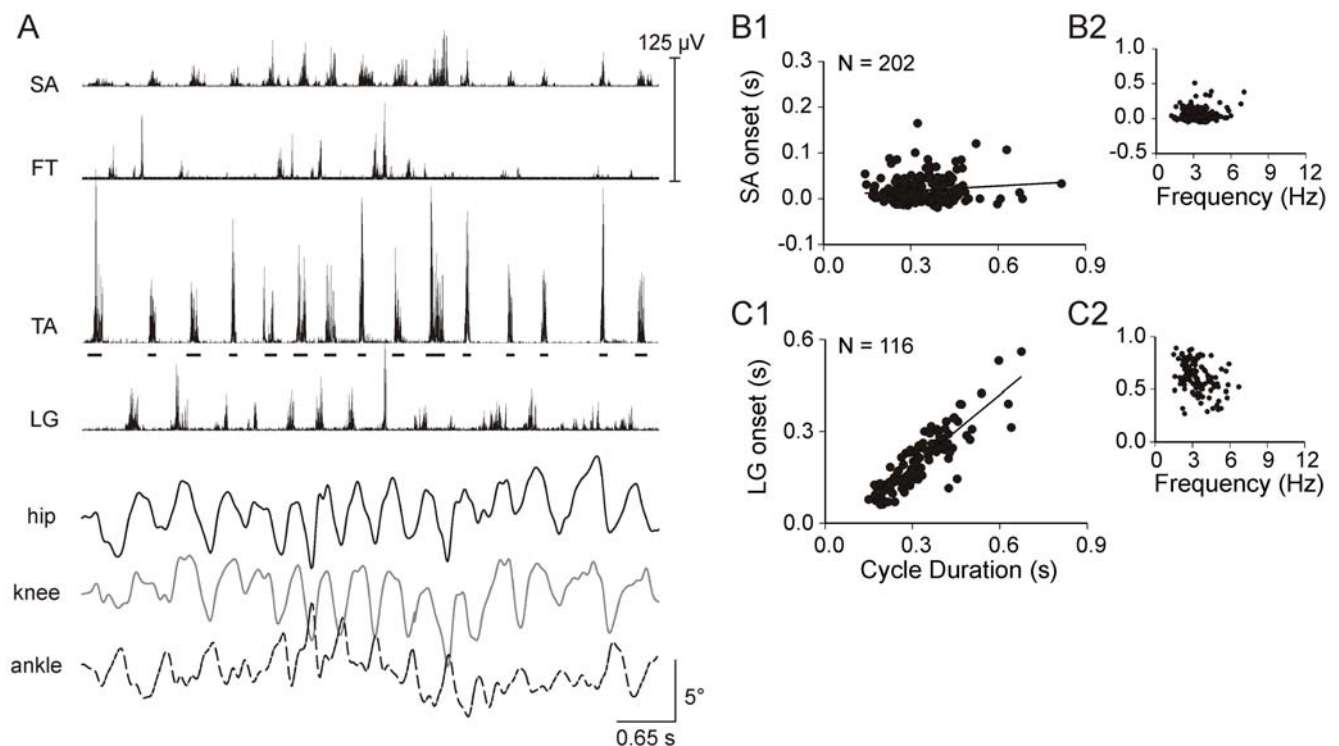 A
125 µV
SA
FT
TA
LG
hip
knee
ankle
5°
0.65 s
B1
N = 202
SA onset (s)
0.3
0.2
0.1
0.0
-0.1
0.0 0.3 0.6 0.9
B2
1.0
0.5
0.0
-0.5
0 3 6 9 12
Frequency (Hz)
C1
N = 116
LG onset (s)
0.6
0.3
0.0
0.0 0.3 0.6 0.9
Cycle Duration (s)
C2
1.0
0.5
0.0
0 3 6 9 12
Frequency (Hz)